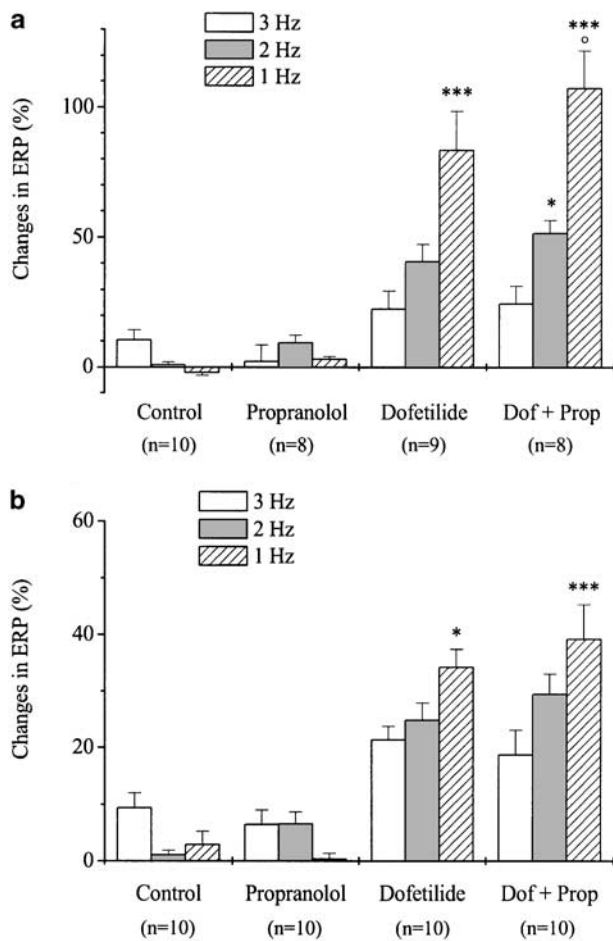 a
3 Hz
2 Hz
1 Hz
Changes in ERP (%)
100
50
0
***
***
°
*
Control Propranolol Dofetilide Dof + Prop
(n=10) (n=8) (n=9) (n=8)
b
3 Hz
2 Hz
1 Hz
Changes in ERP (%)
60
40
20
0
*
***
Control Propranolol Dofetilide Dof + Prop
(n=10) (n=10) (n=10) (n=10)